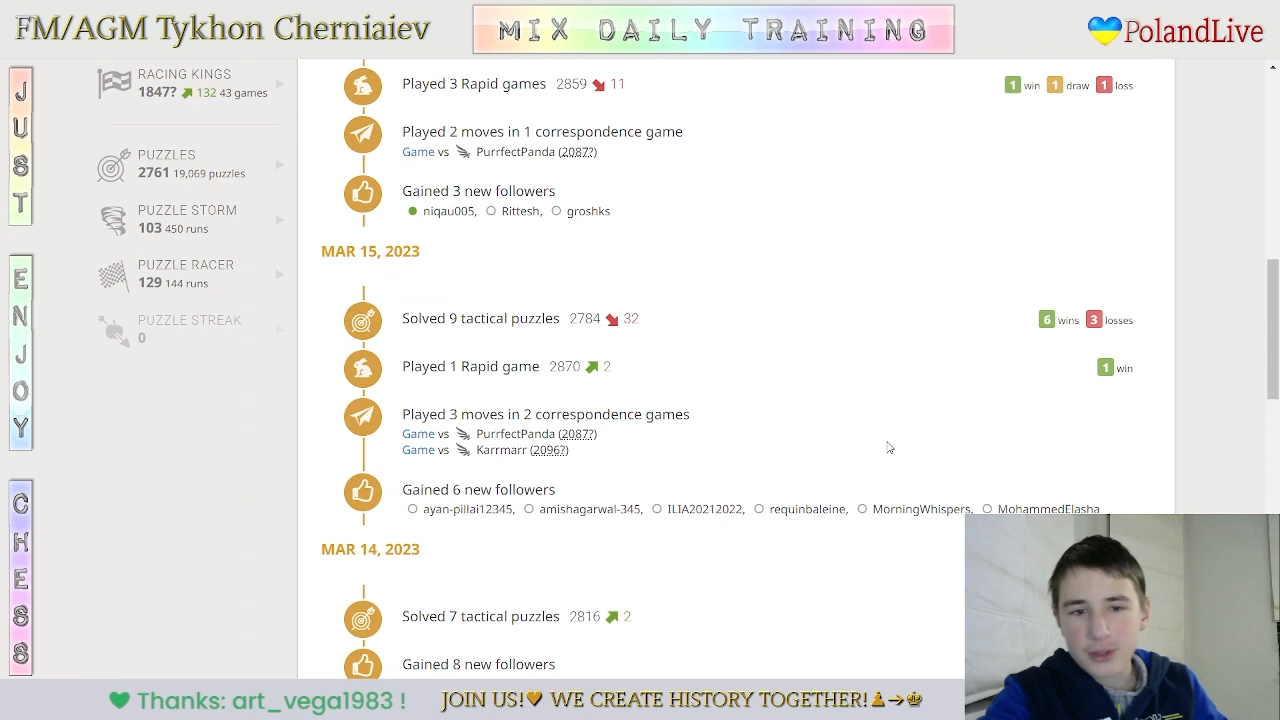 FM/AGM Tykhon Cherniaiev
MIX DAILY TRAINING
PolandLive
JUST
ENJOY
CHESS
RACING KINGS
1847? 132 43 games
PUZZLES
2761 19,069 puzzles
PUZZLE STORM
103 450 runs
PUZZLE RACER
129 144 runs
PUZZLE STREAK
0
Played 3 Rapid games 2859 11
1 win 1 draw 1 loss
Played 2 moves in 1 correspondence game
Game vs PurrfectPanda (2087?)
Gained 3 new followers
niqau005, Rittesh, groshks
MAR 15, 2023
Solved 9 tactical puzzles 2784 32
6 wins 3 losses
Played 1 Rapid game 2870 2
1 win
Played 3 moves in 2 correspondence games
Game vs PurrfectPanda (2087?)
Game vs Karrmarr (2096?)
Gained 6 new followers
ayan-pillai12345, amishagarwal-345, ILIA20212022, requinbaleine, MorningWhispers, MohammedElasha
MAR 14, 2023
Solved 7 tactical puzzles 2816 2
Gained 8 new followers
Thanks: art_vega1983 !
JOIN US!🧡 WE CREATE HISTORY TOGETHER!♟→♚